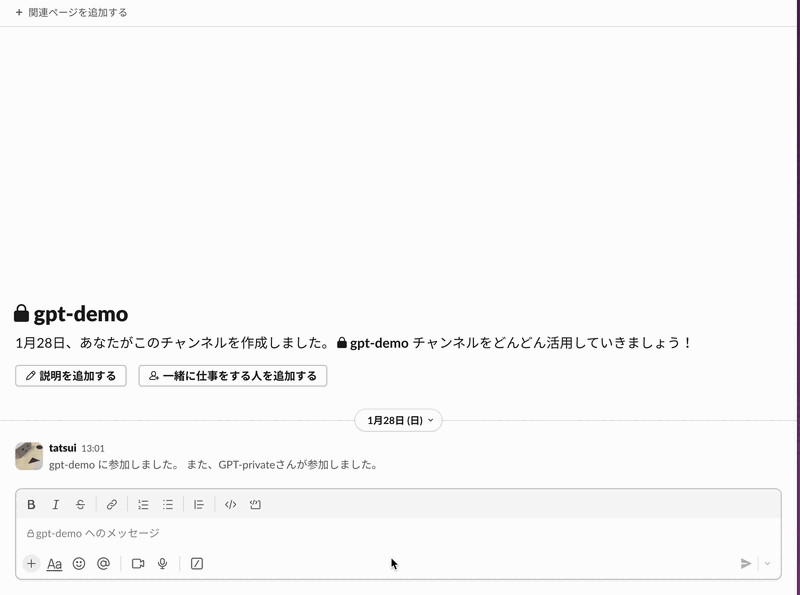 + 関連ページを追加する
gpt-demo
1月28日、あなたがこのチャンネルを作成しました。 gpt-demo チャンネルをどんどん活用していきましょう！
説明を追加する 一緒に仕事をする人を追加する
1月28日 (日)
tatsui 13:01
gpt-demo に参加しました。 また、GPT-privateさんが参加しました。
B I S
gpt-demo へのメッセージ
+ Aa @